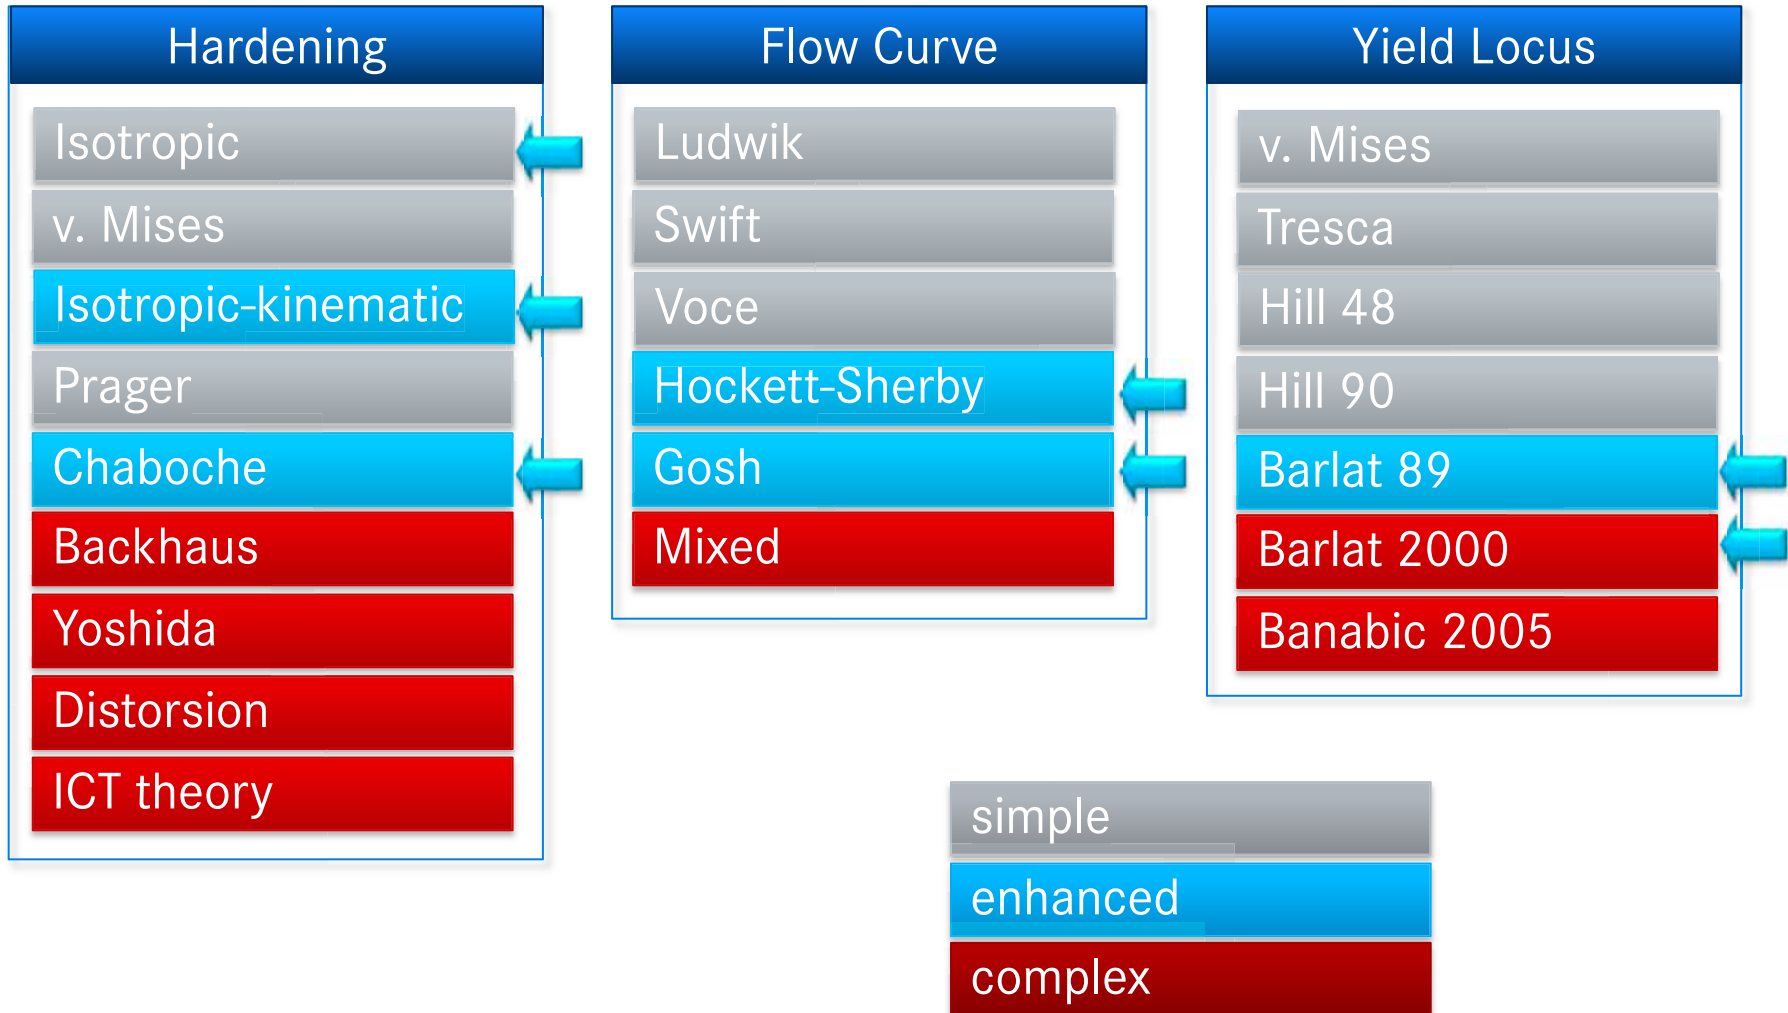 Hardening
Isotropic
v. Mises
Isotropic-kinematic
Prager
Chaboche
Backhaus
Yoshida
Distorsion
ICT theory
Flow Curve
Ludwik
Swift
Voce
Hockett-Sherby
Gosh
Mixed
Yield Locus
v. Mises
Tresca
Hill 48
Hill 90
Barlat 89
Barlat 2000
Banabic 2005
simple
enhanced
complex